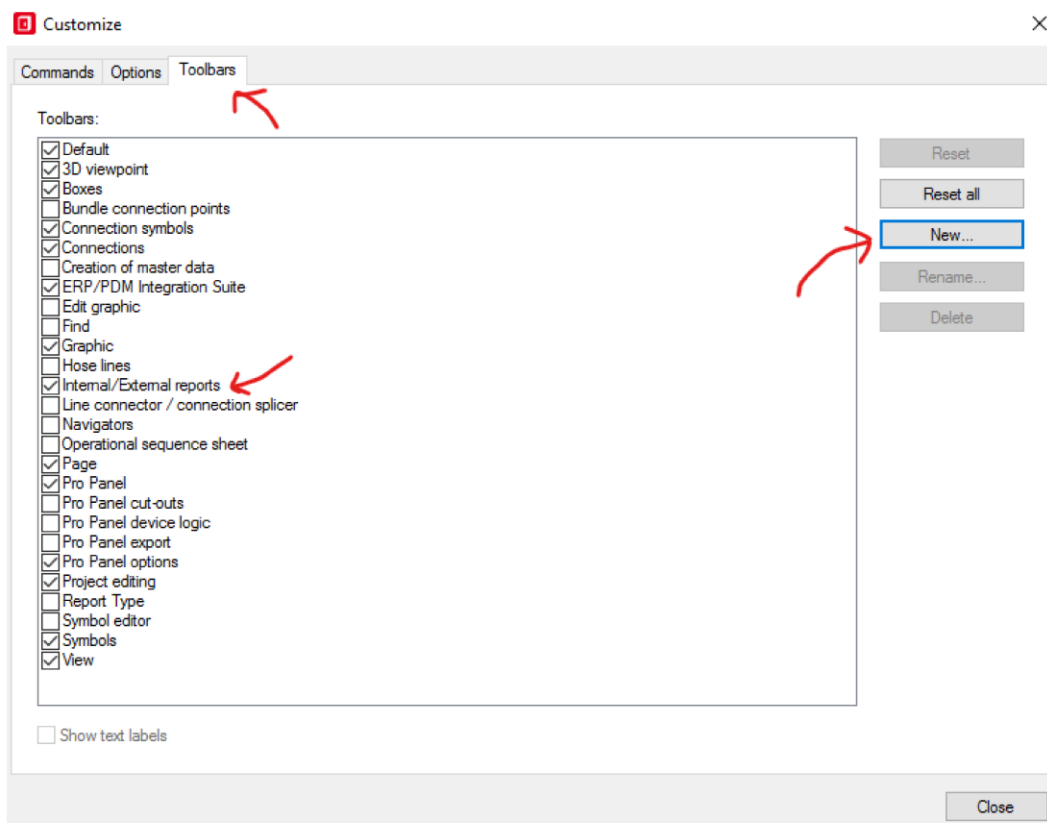 Customize
Commands Options Toolbars
Toolbars:
Default
3D viewpoint
Boxes
Bundle connection points
Connection symbols
Connections
Creation of master data
ERP/PDM Integration Suite
Edit graphic
Find
Graphic
Hose lines
Internal/External reports
Line connector / connection splicer
Navigators
Operational sequence sheet
Page
Pro Panel
Pro Panel cut-outs
Pro Panel device logic
Pro Panel export
Pro Panel options
Project editing
Report Type
Symbol editor
Symbols
View
Reset
Reset all
New...
Rename...
Delete
Show text labels
Close